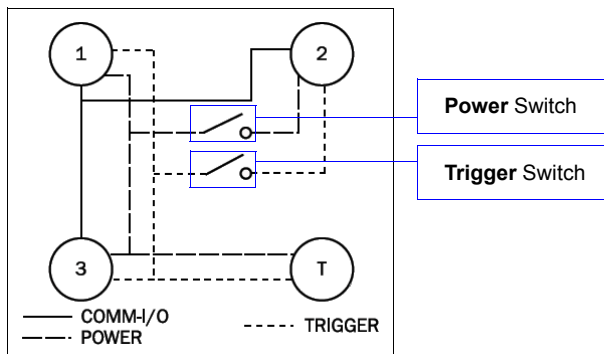 1
2
Power Switch
Trigger Switch
3
T
COMM-I/O
POWER
TRIGGER